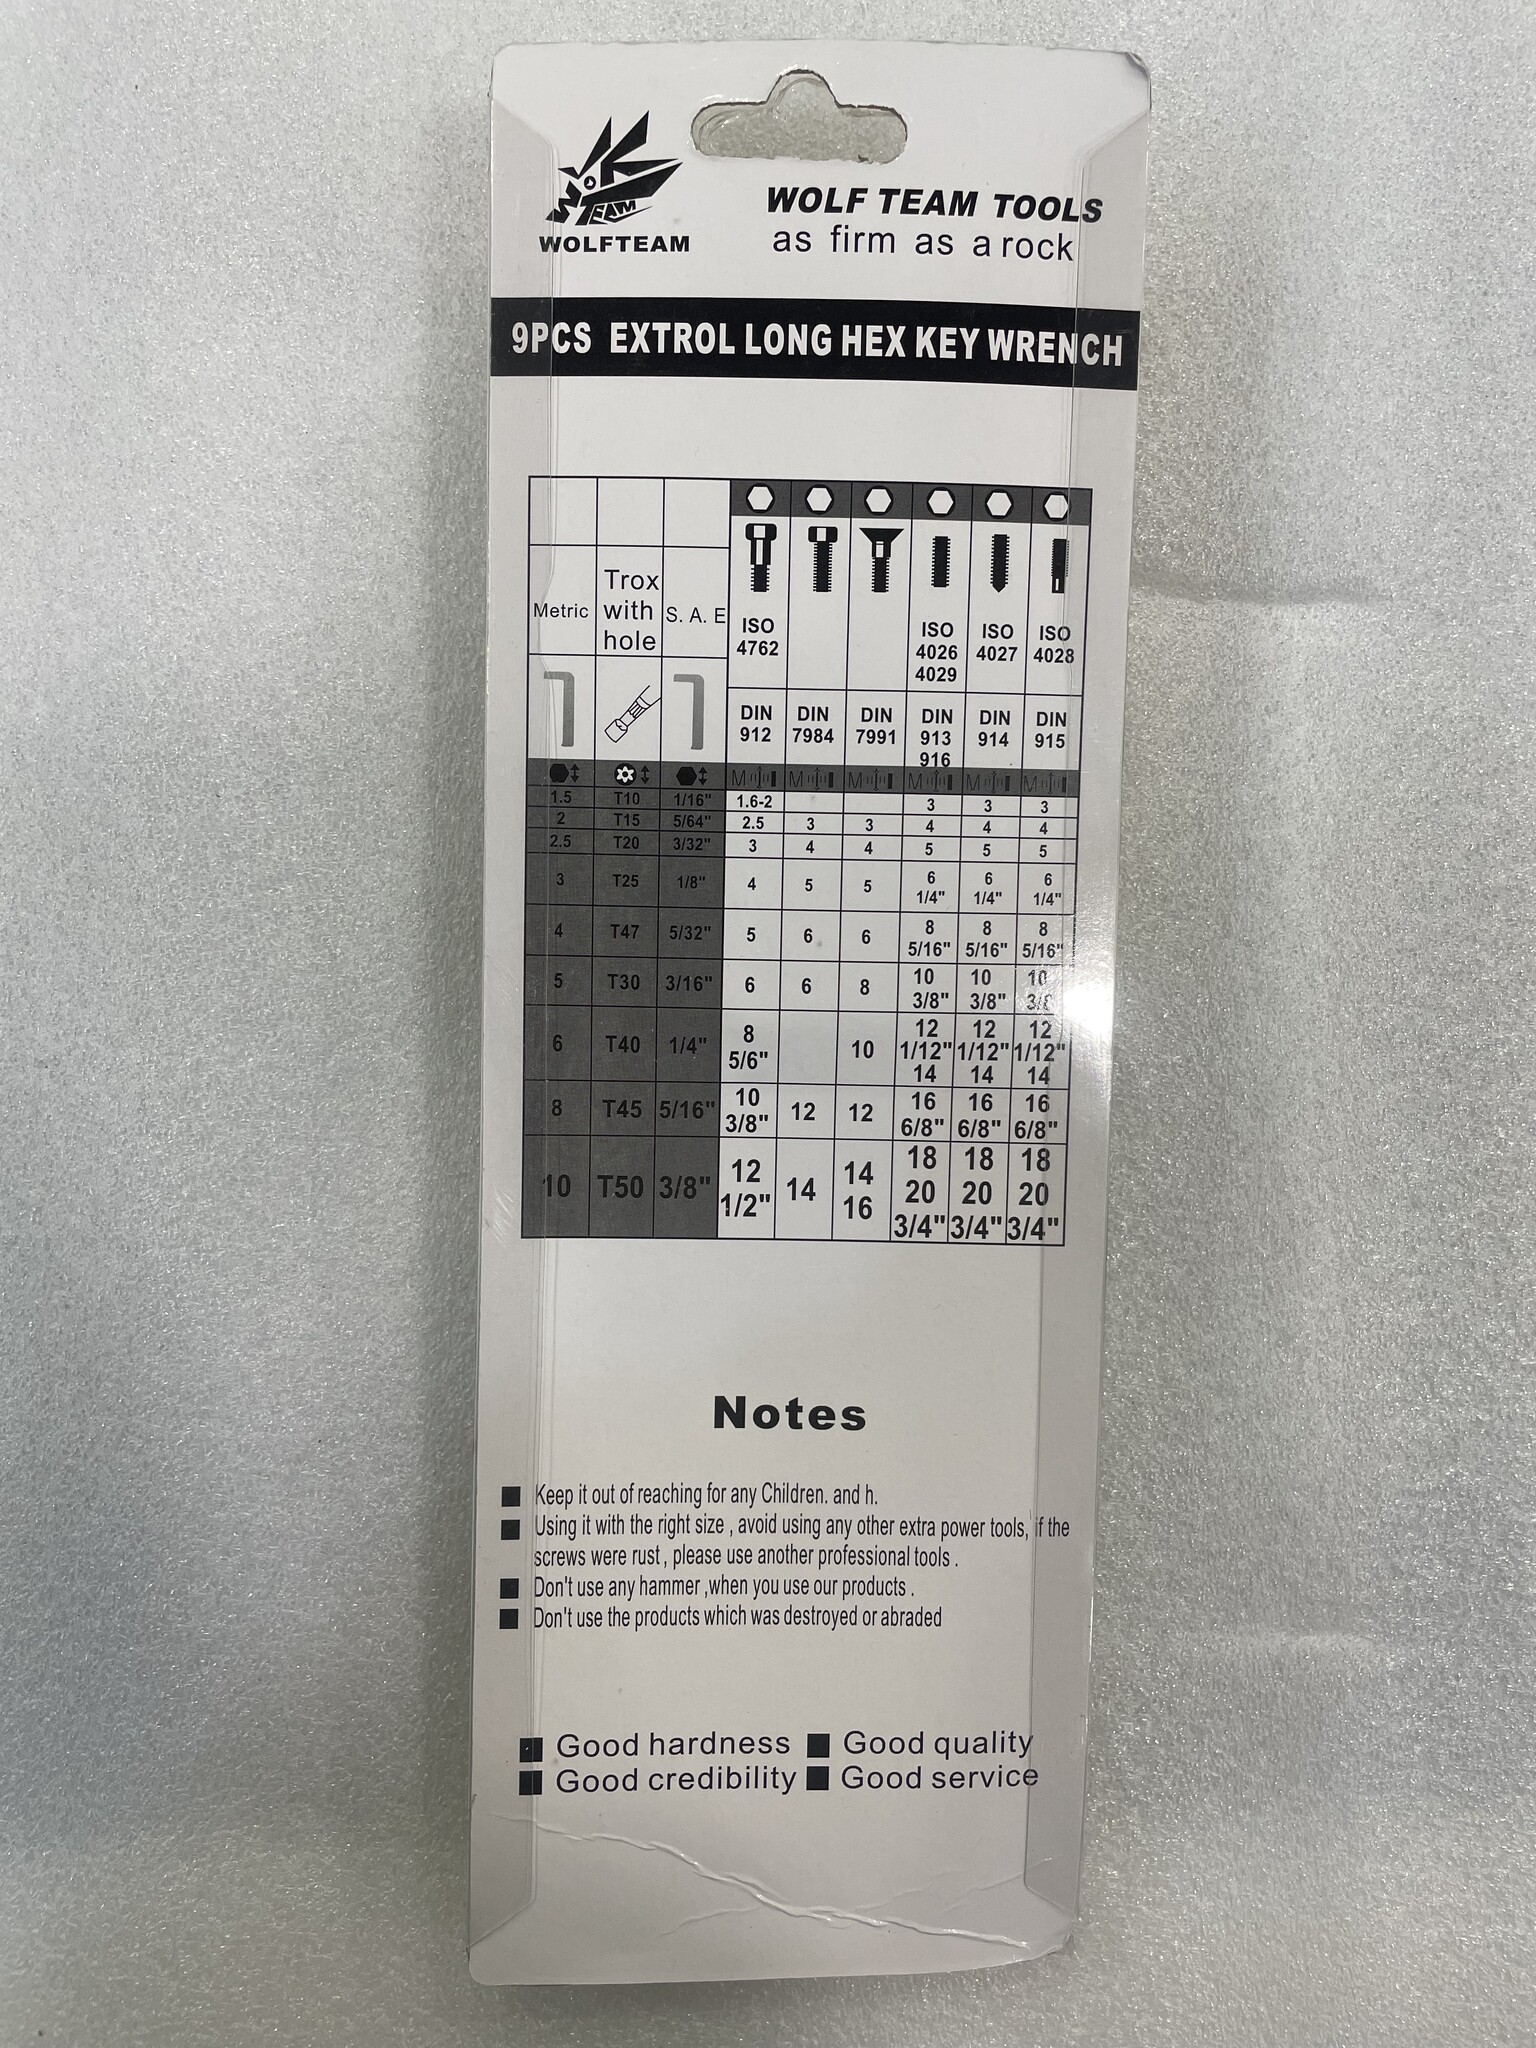 WOLF TEAM
WOLFTEAM
WOLF TEAM TOOLS
as firm as a rock
9PCS EXTROL LONG HEX KEY WRENCH
Metric Trox with hole S. A. E ISO 4762 ISO 4026 4029 ISO 4027 ISO 4028
DIN 912 DIN 7984 DIN 7991 DIN 913 916 DIN 914 DIN 915
M M M M M M
1.5 T10 1/16" 1.6-2 3 3 3
2 T15 5/64" 2.5 3 3 4 4 4
2.5 T20 3/32" 3 4 4 5 5 5
3 T25 1/8" 4 5 5 6 1/4" 6 1/4" 6 1/4"
4 T47 5/32" 5 6 6 8 5/16" 8 5/16" 8 5/16"
5 T30 3/16" 6 6 8 10 3/8" 10 3/8" 10 3/8
6 T40 1/4" 8 5/6" 10 12 1/12" 14 12 1/12" 14 12 1/12" 14
8 T45 5/16" 10 3/8" 12 12 16 6/8" 16 6/8" 16 6/8"
10 T50 3/8" 12 1/2" 14 14 16 18 20 3/4" 18 20 3/4" 18 20 3/4"
Notes
Keep it out of reaching for any Children. and h.
Using it with the right size , avoid using any other extra power tools, if the
screws were rust , please use another professional tools .
Don't use any hammer ,when you use our products .
Don't use the products which was destroyed or abraded
Good hardness Good quality
Good credibility Good service